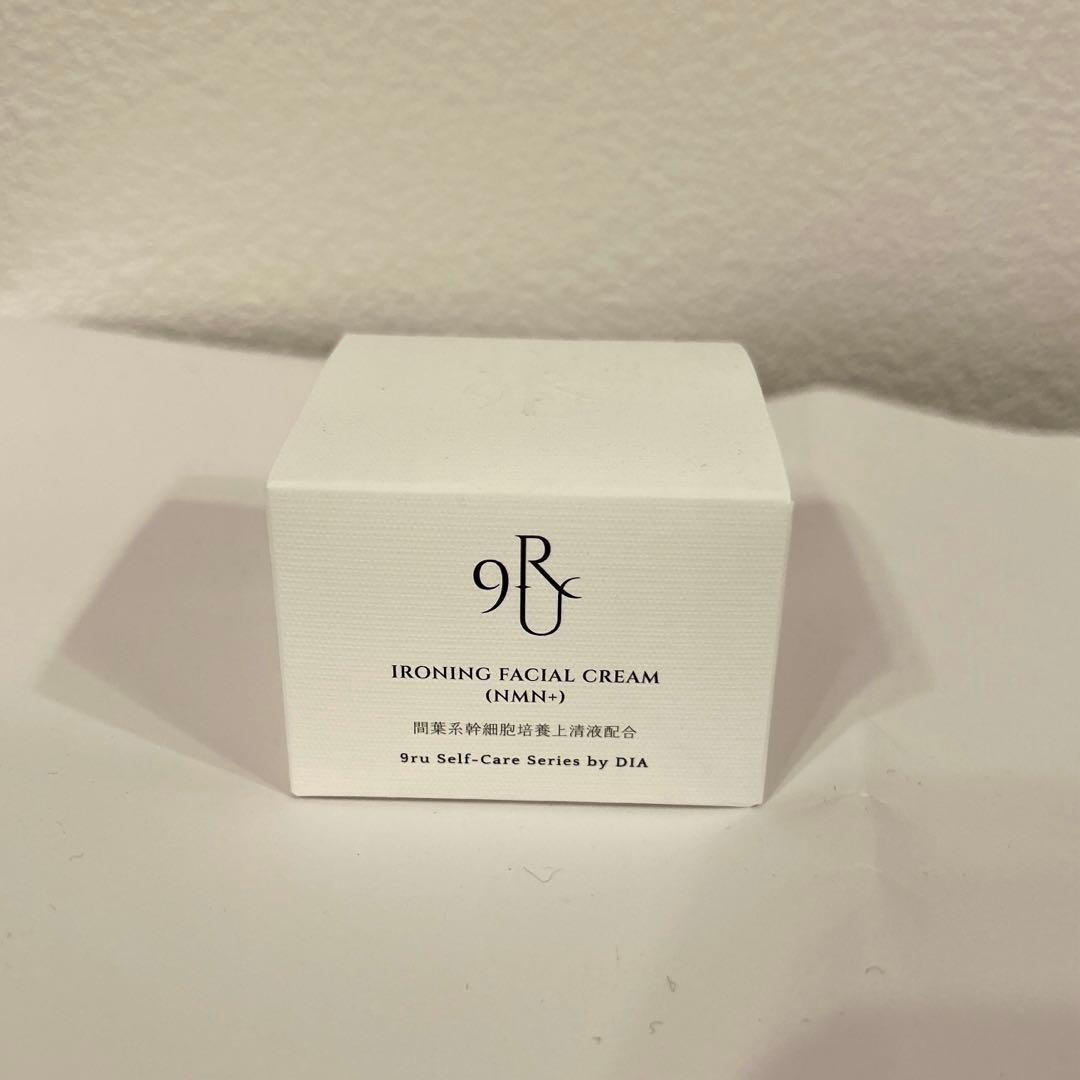 9RU
IRONING FACIAL CREAM
(NMN+)
間葉系幹細胞培養上清液配合
9ru Self-Care Series by DIA